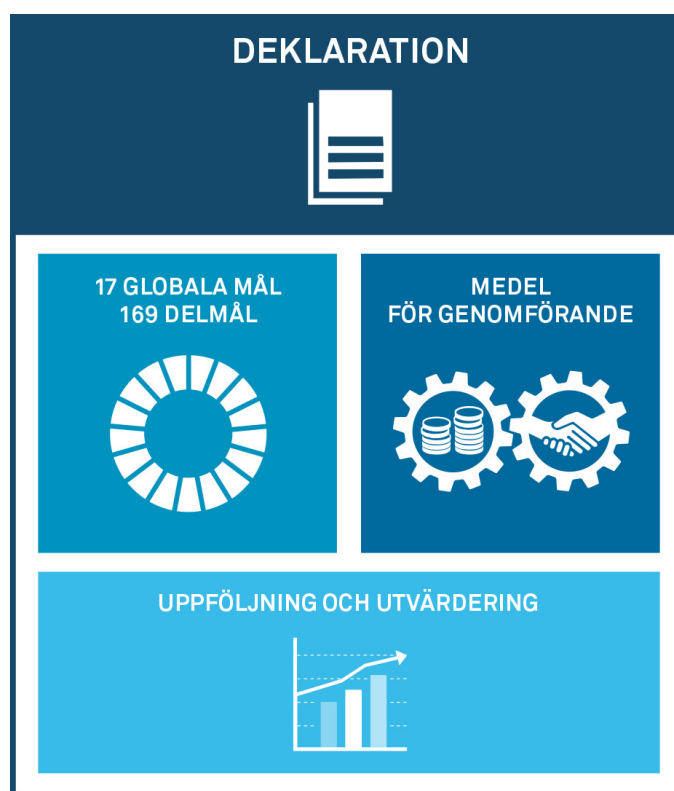 DEKLARATION
17 GLOBALA MÅL
169 DELMÅL
MEDEL
FÖR GENOMFÖRANDE
UPPFÖLJNING OCH UTVÄRDERING